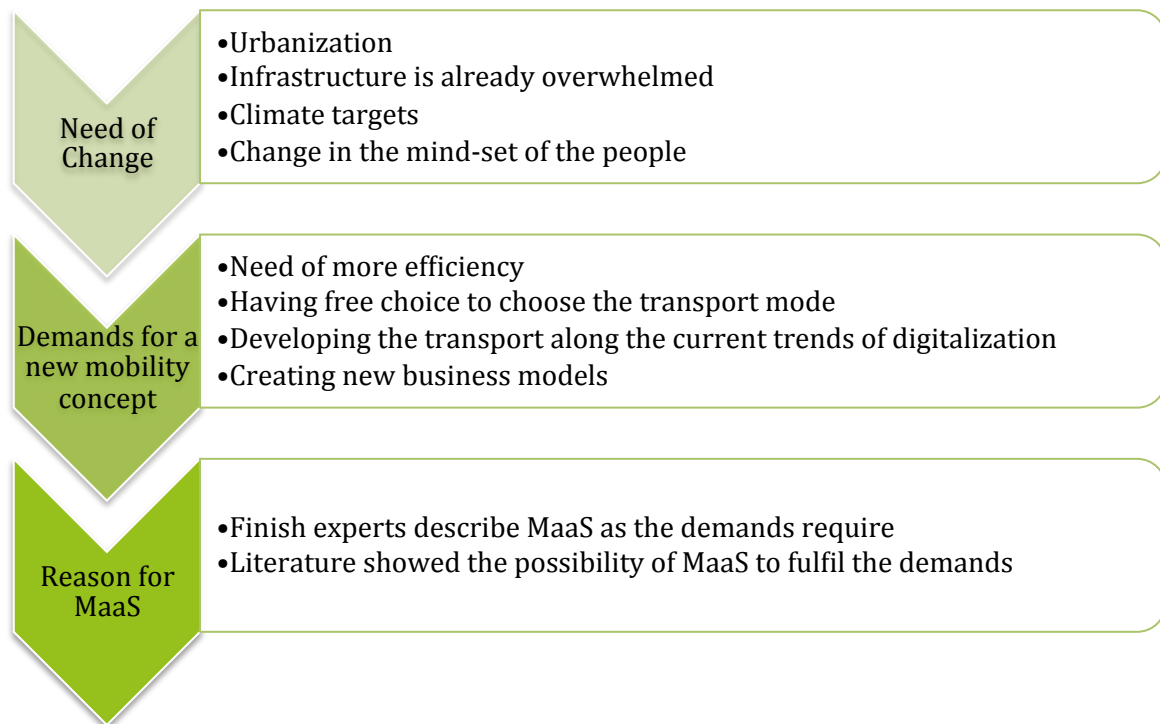 Need of
Change
•Urbanization
•Infrastructure is already overwhelmed
•Climate targets
•Change in the mind-set of the people
Demands for a
new mobility
concept
•Need of more efficiency
•Having free choice to choose the transport mode
•Developing the transport along the current trends of digitalization
•Creating new business models
Reason for
MaaS
•Finish experts describe MaaS as the demands require
•Literature showed the possibility of MaaS to fulfil the demands